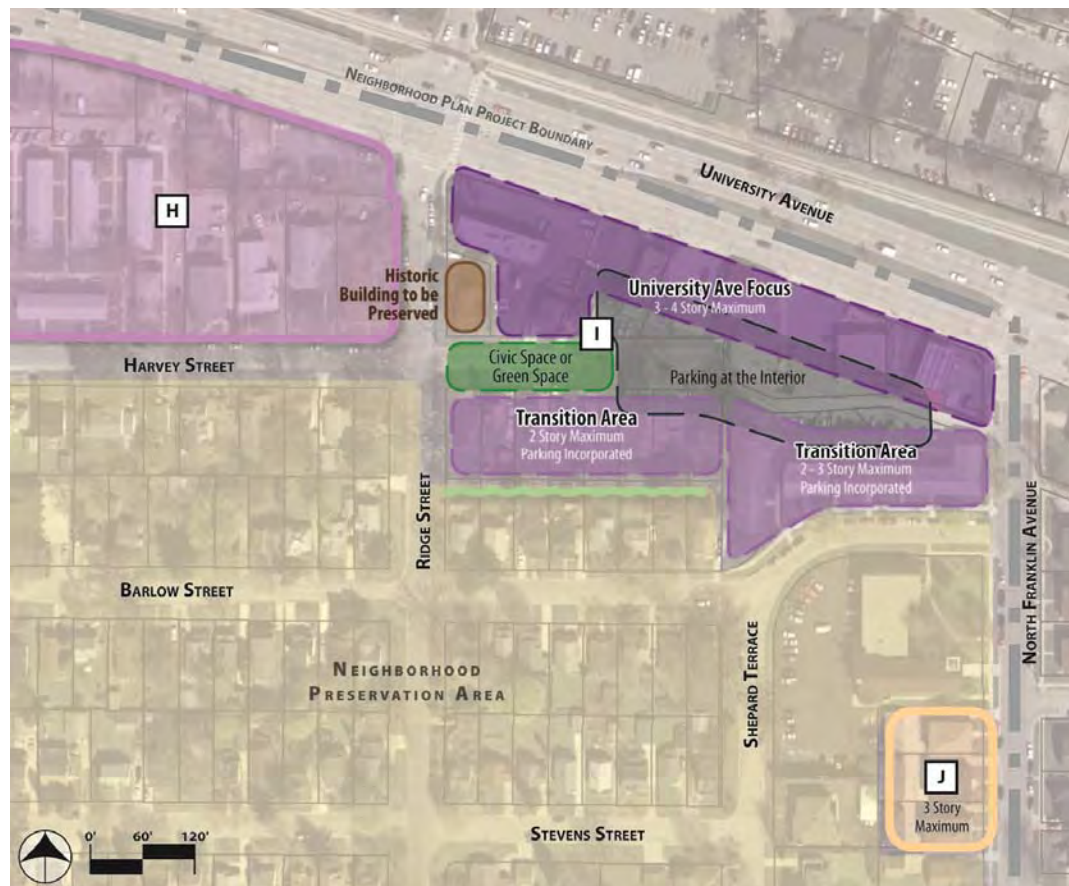 NEIGHBORHOOD PLAN PROJECT BOUNDARY
UNIVERSITY AVENUE
H
Historic
Building to be
Preserved
University Ave Focus
3 - 4 Story Maximum
I
HARVEY STREET
Civic Space or
Green Space
Parking at the Interior
Transition Area
2 Story Maximum
Parking Incorporated
Transition Area
2 - 3 Story Maximum
Parking Incorporated
RIDGE STREET
NORTH FRANKLIN AVENUE
BARLOW STREET
SHEPARD TERRACE
NEIGHBORHOOD
PRESERVATION AREA
J
3 Story
Maximum
STEVENS STREET
0' 60' 120'